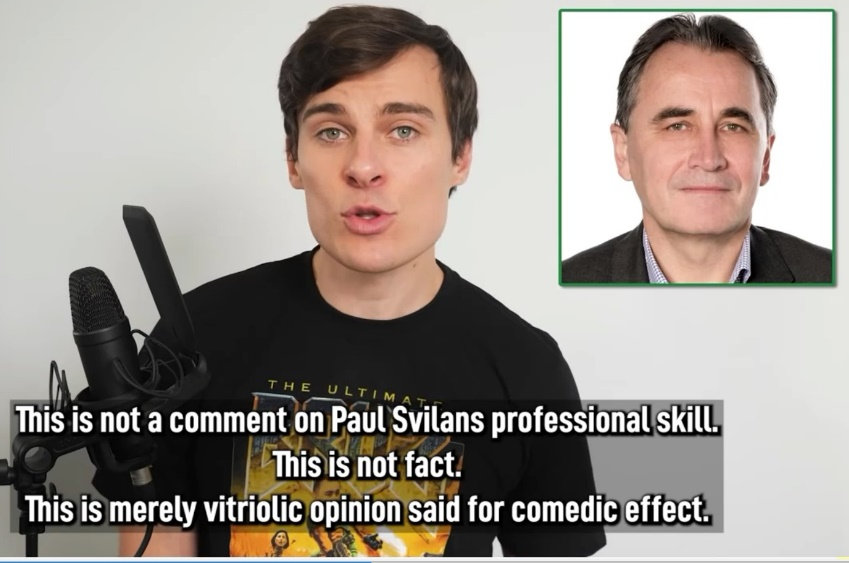 THE ULTIMATE
DOOM
This is not a comment on Paul Svilans professional skill.
This is not fact.
This is merely vitriolic opinion said for comedic effect.